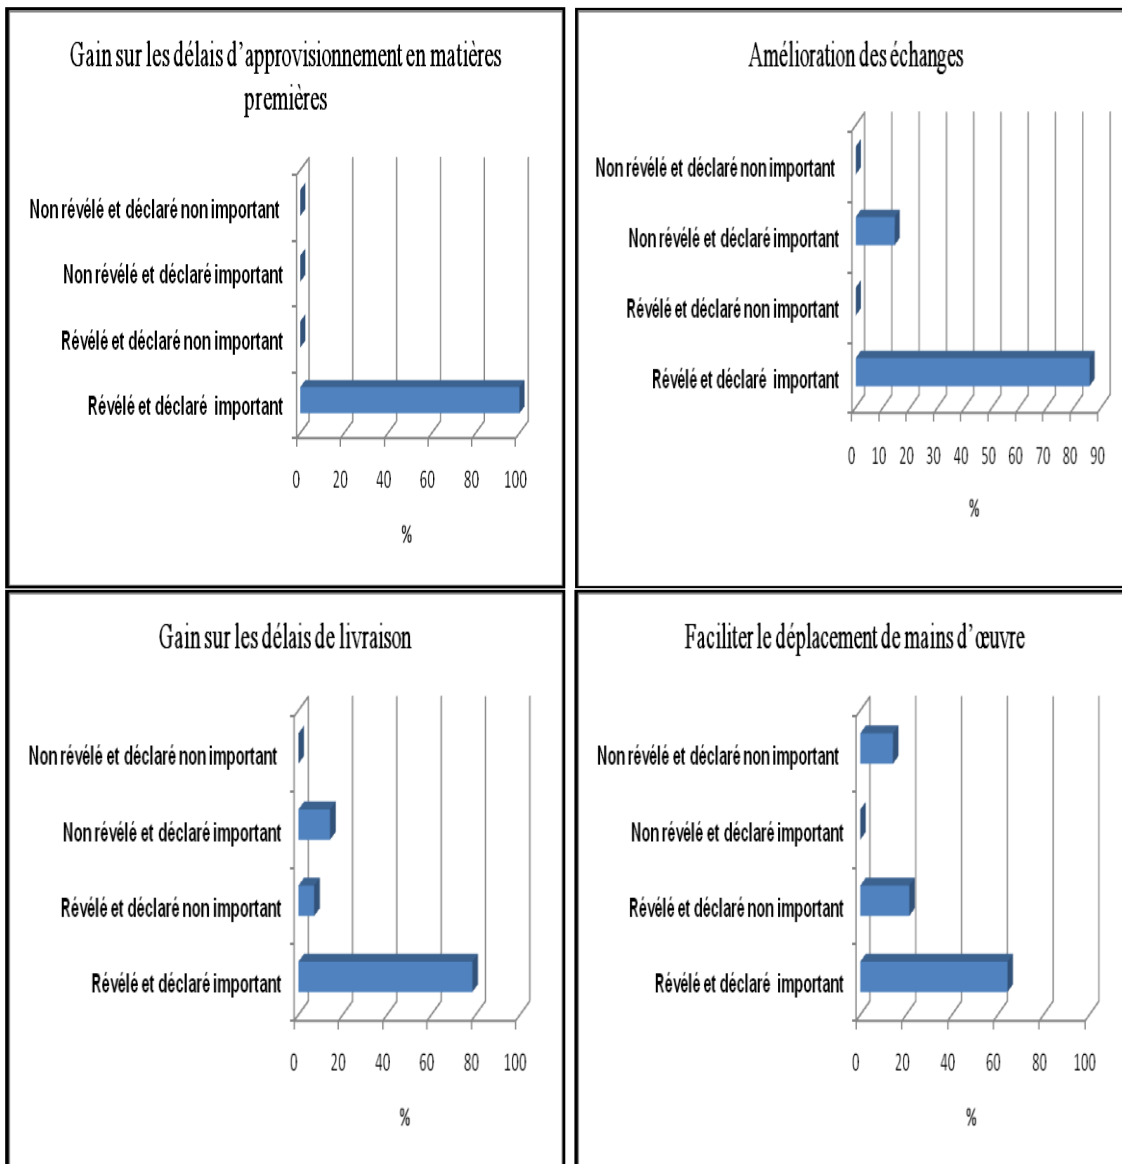 Gain sur les délais d’approvisionnement en matières
premières
Non révélé et déclaré non important
Non révélé et déclaré important
Révélé et déclaré non important
Révélé et déclaré important
0 20 40 60 80 100
%
Amélioration des échanges
Non révélé et déclaré non important
Non révélé et déclaré important
Révélé et déclaré non important
Révélé et déclaré important
0 10 20 30 40 50 60 70 80 90
%
Gain sur les délais de livraison
Non révélé et déclaré non important
Non révélé et déclaré important
Révélé et déclaré non important
Révélé et déclaré important
0 20 40 60 80 100
%
Faciliter le déplacement de mains d’œuvre
Non révélé et déclaré non important
Non révélé et déclaré important
Révélé et déclaré non important
Révélé et déclaré important
0 20 40 60 80 100
%